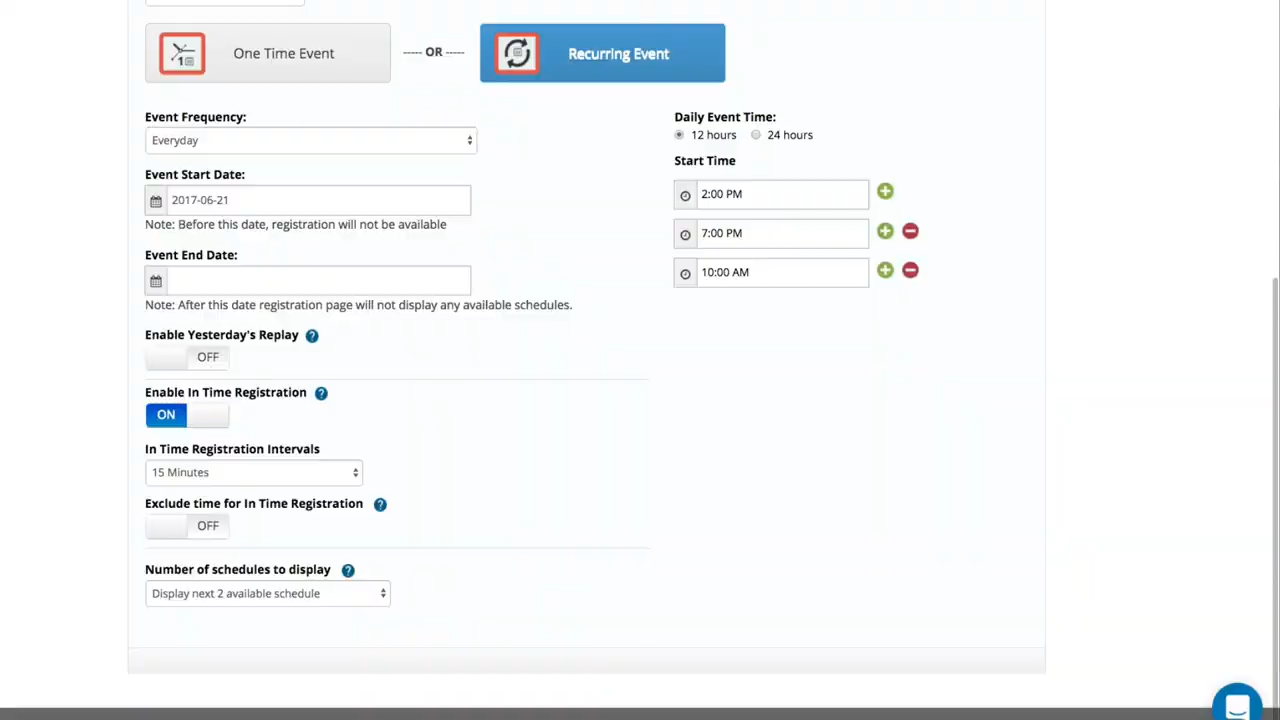 One Time Event
----- OR -----
Recurring Event
Event Frequency:
Everyday
Event Start Date:
2017-06-21
Note: Before this date, registration will not be available
Event End Date:
Note: After this date registration page will not display any available schedules.
Enable Yesterday's Replay ?
OFF
Enable In Time Registration ?
ON
In Time Registration Intervals
15 Minutes
Exclude time for In Time Registration ?
OFF
Number of schedules to display ?
Display next 2 available schedule
Daily Event Time:
12 hours 24 hours
Start Time
2:00 PM
7:00 PM
10:00 AM